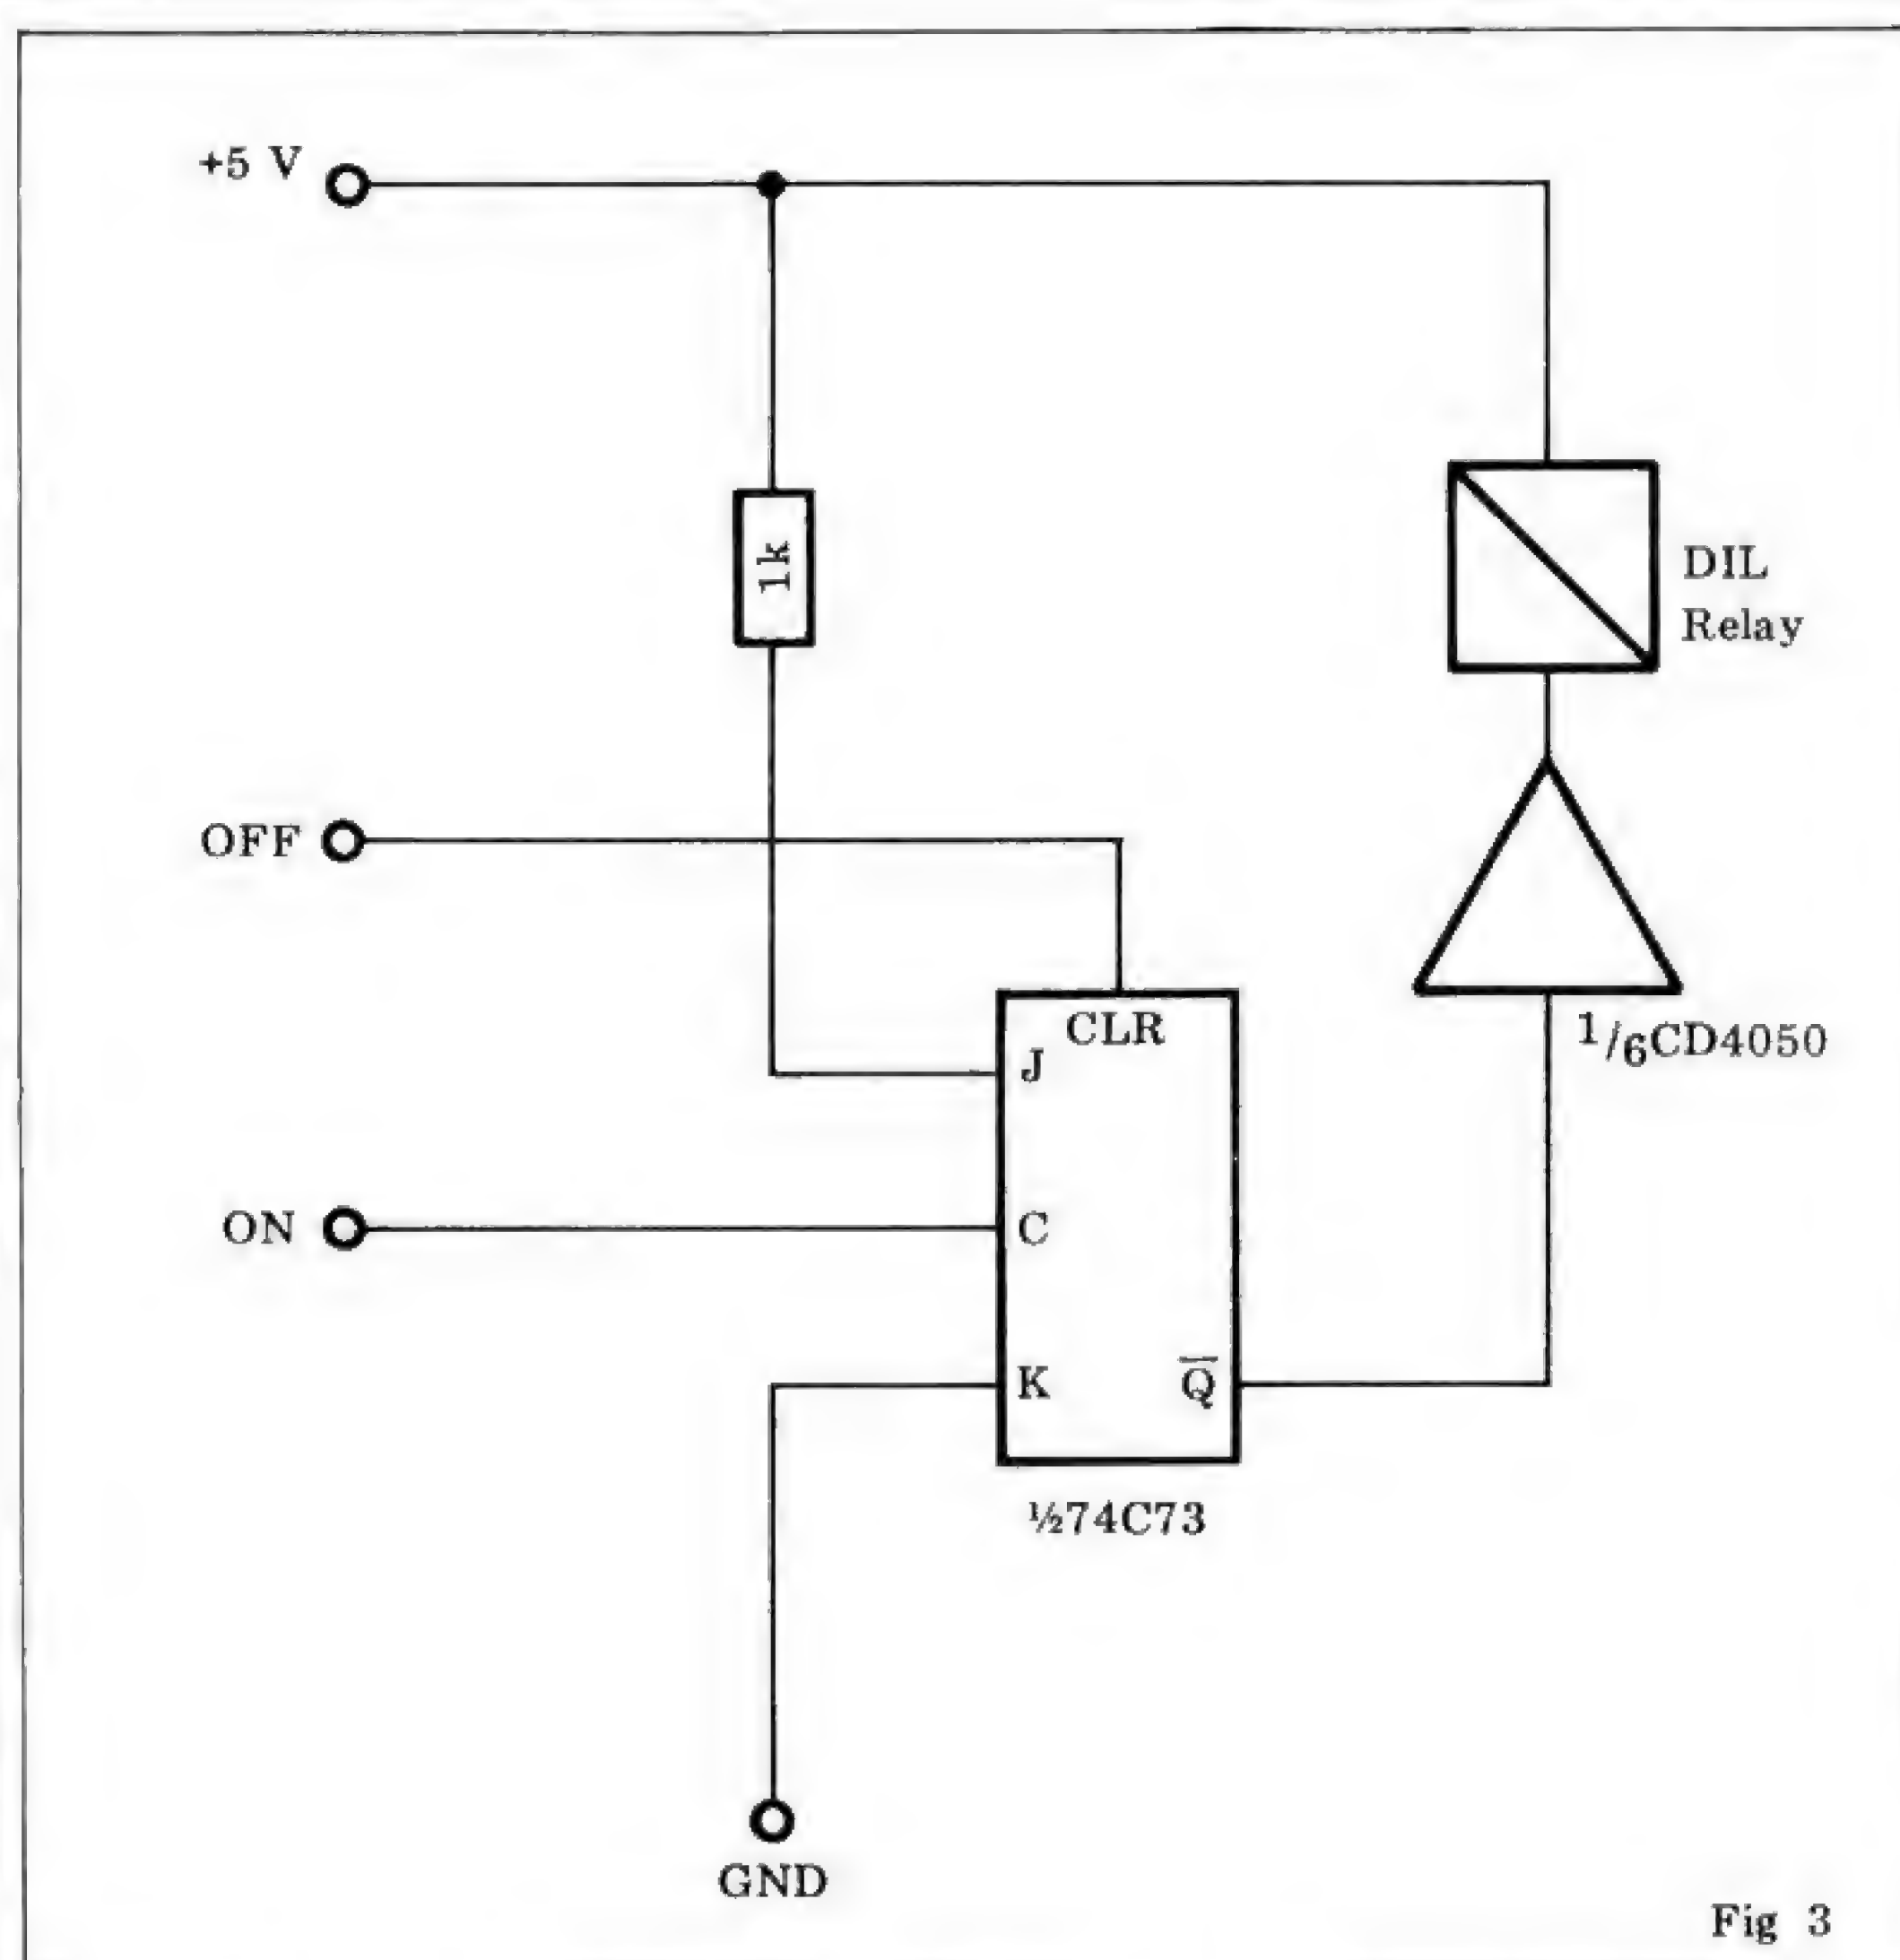 +5 V
1k
DIL
Relay
OFF
CLR
J
1/6CD4050
ON
C
K
Q̅
½74C73
GND
Fig 3